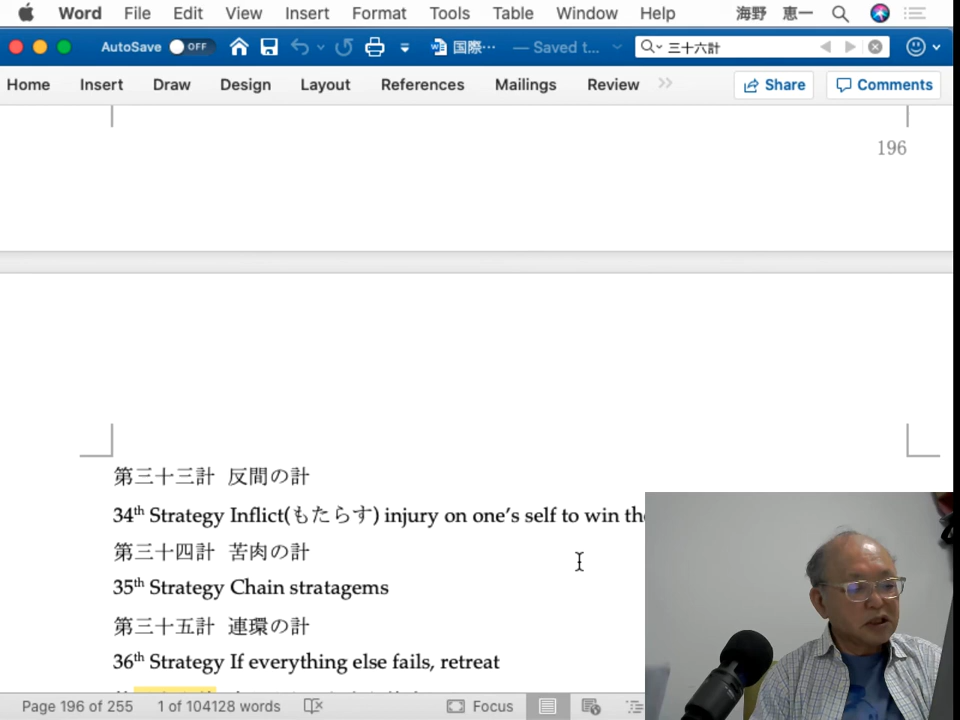 Word File Edit View Insert Format Tools Table Window Help 海野 恵一
AutoSave OFF 国際… — Saved t… 三十六計
Home Insert Draw Design Layout References Mailings Review Share Comments
196
第三十三計 反間の計
34th Strategy Inflict(もたらす) injury on one's self to win
第三十四計 苦肉の計
35th Strategy Chain stratagems
第三十五計 連環の計
36th Strategy If everything else fails, retreat
Page 196 of 255 1 of 104128 words Focus